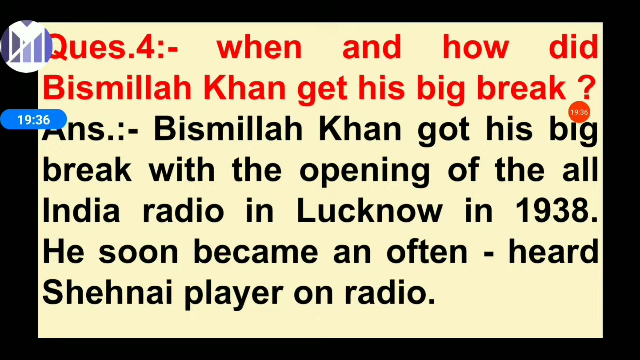 Ques.4:- when and how did
Bismillah Khan get his big break ?
19:36
19:36
Ans.:- Bismillah Khan got his big
break with the opening of the all
India radio in Lucknow in 1938.
He soon became an often - heard
Shehnai player on radio.